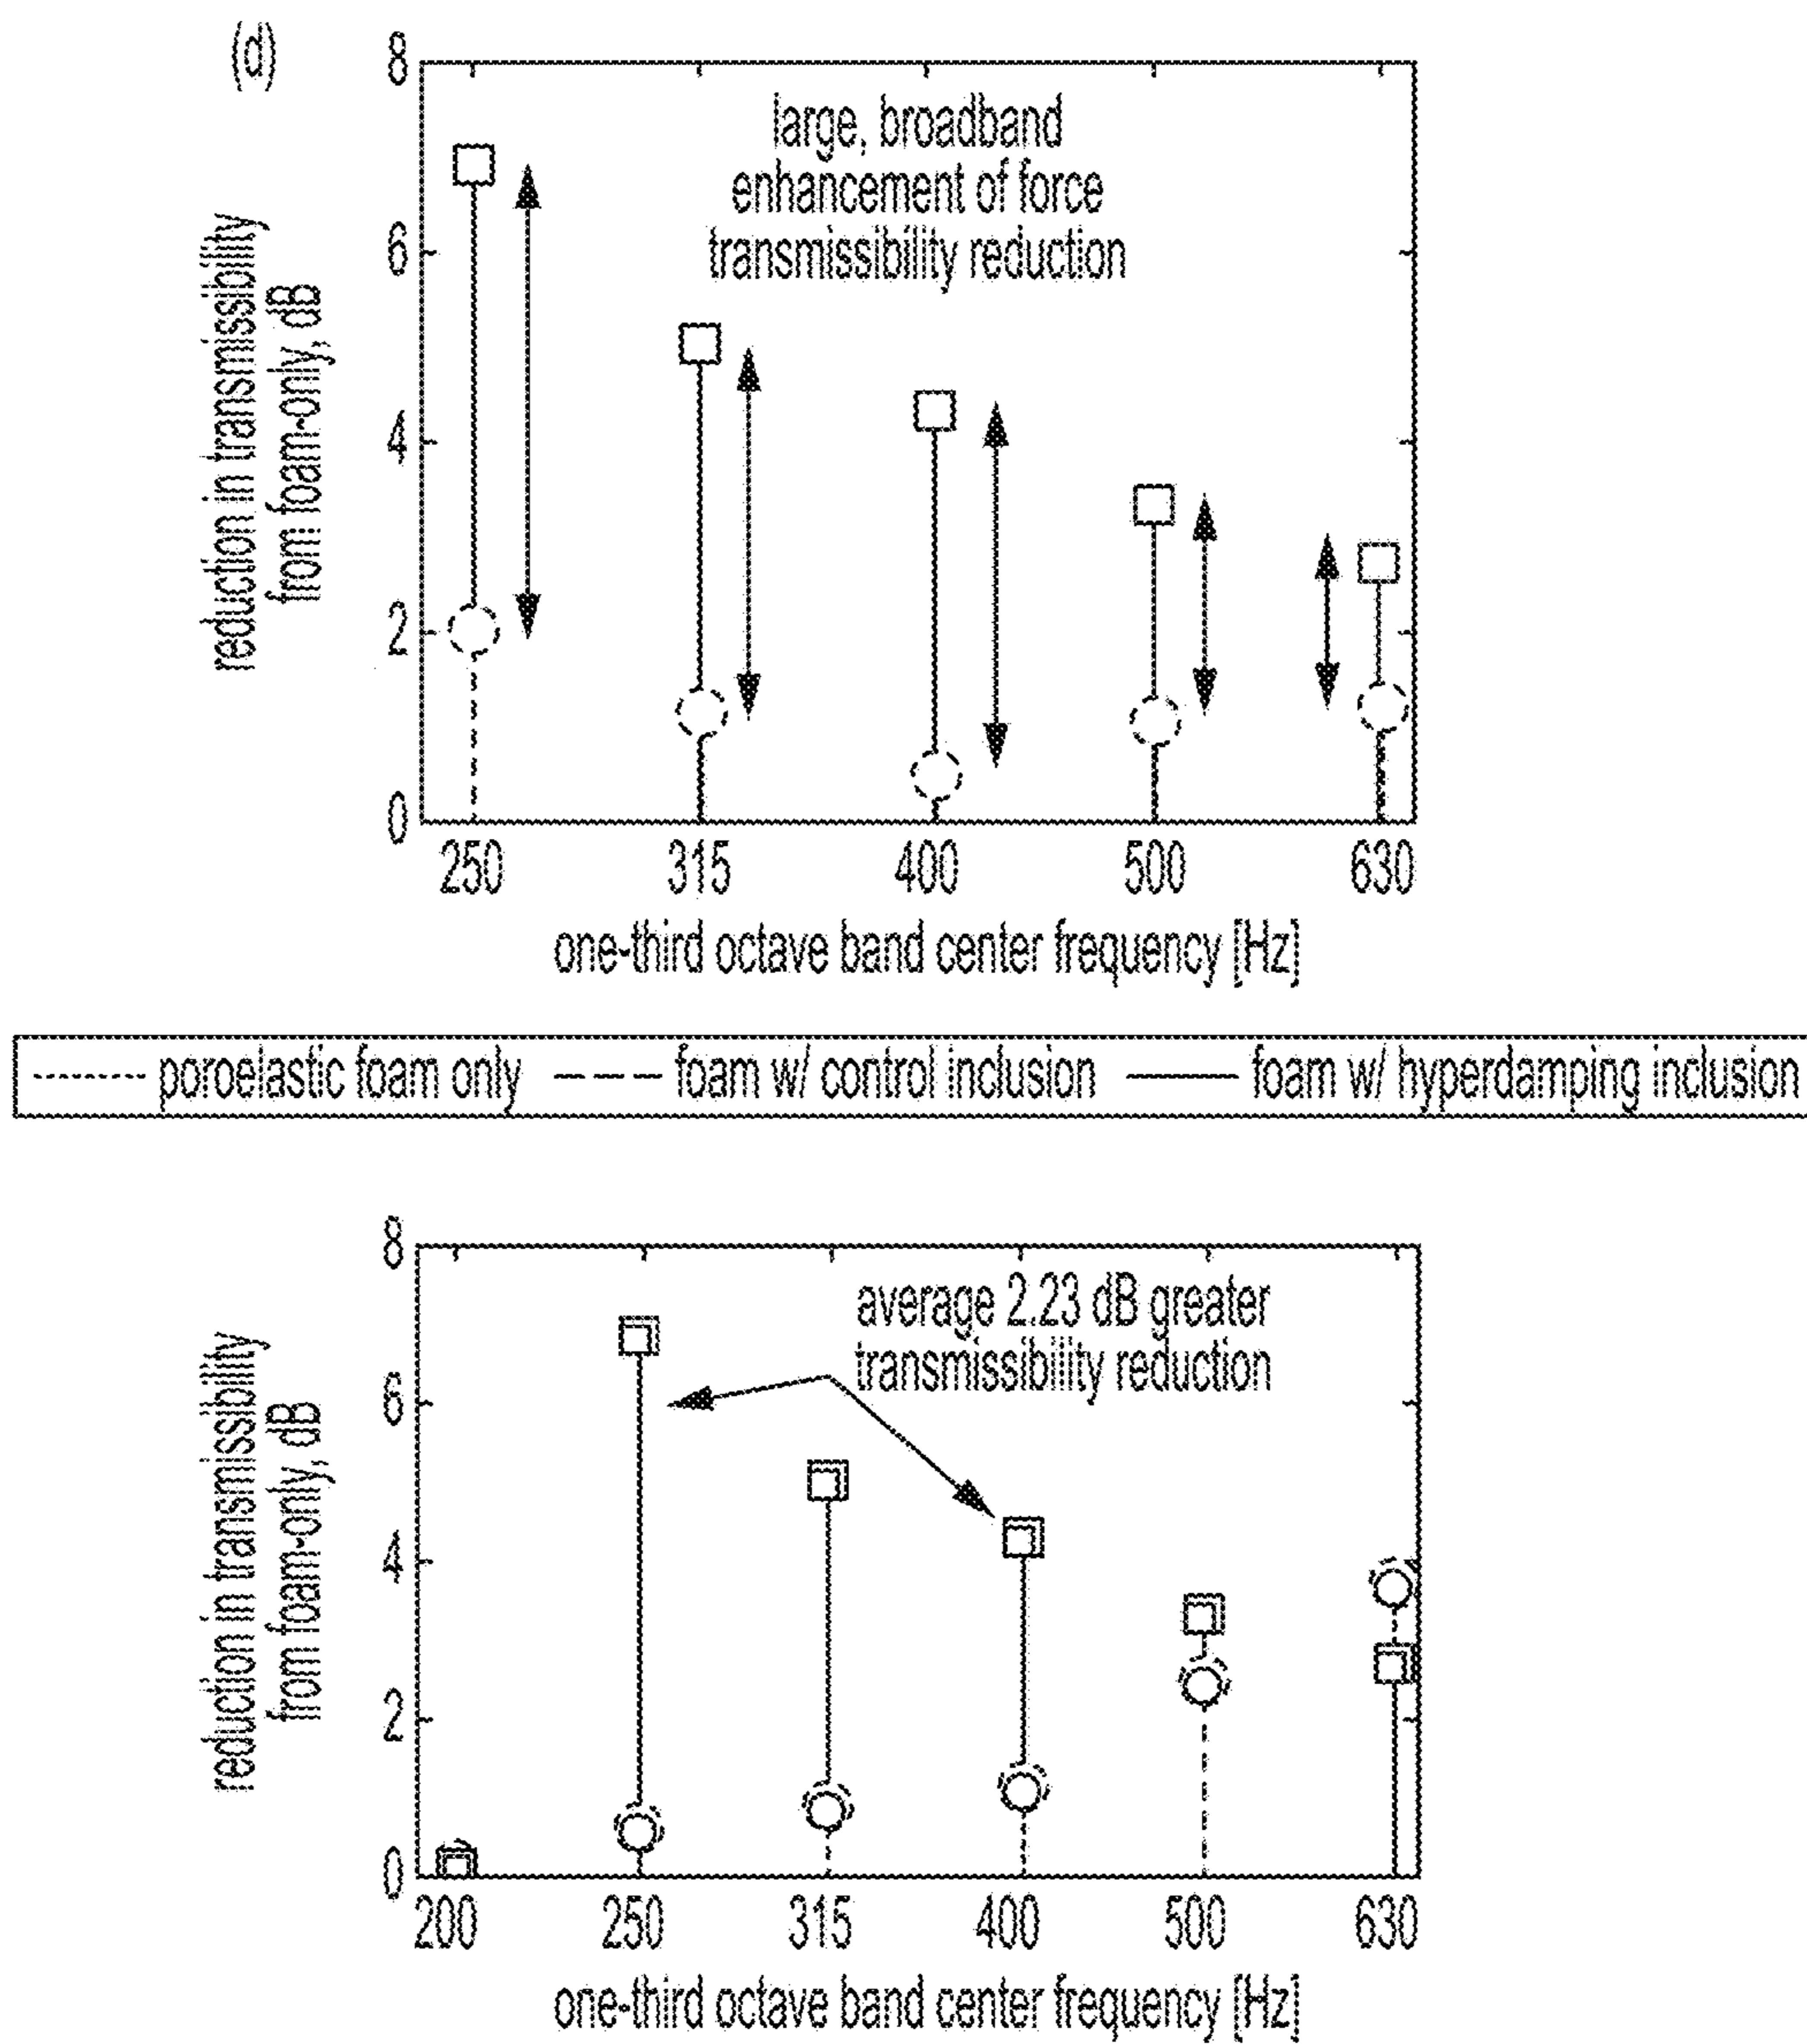 (d)
8
6
4
2
0
reduction in transmissibility
from foam-only, dB
large, broadband
enhancement of force
transmissibility reduction
250 315 400 500 630
one-third octave band center frequency [Hz]
poroelastic foam only foam w/ control inclusion foam w/ hyperdamping inclusion
8
6
4
2
0
reduction in transmissibility
from foam-only, dB
average 2.23 dB greater
transmissibility reduction
200 250 315 400 500 630
one-third octave band center frequency [Hz]